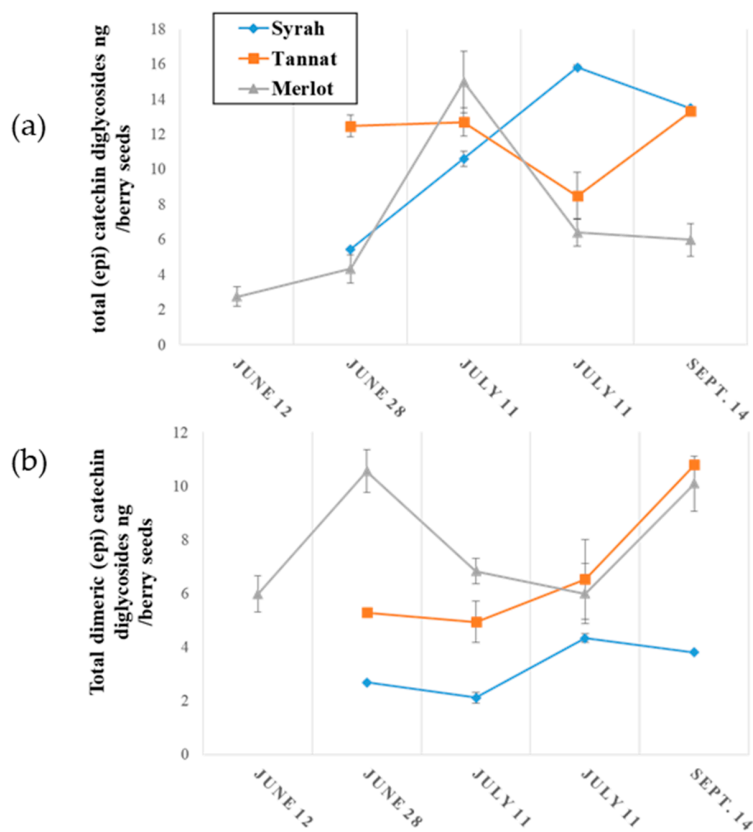 (a)
total (epi) catechin diglycosides ng
/berry seeds
18
16
14
12
10
8
6
4
2
0
Syrah
Tannat
Merlot
JUNE 12
JUNE 28
JULY 11
JULY 11
SEPT. 14
(b)
Total dimeric (epi) catechin
diglycosides ng
/berry seeds
12
10
8
6
4
2
0
JUNE 12
JUNE 28
JULY 11
JULY 11
SEPT. 14